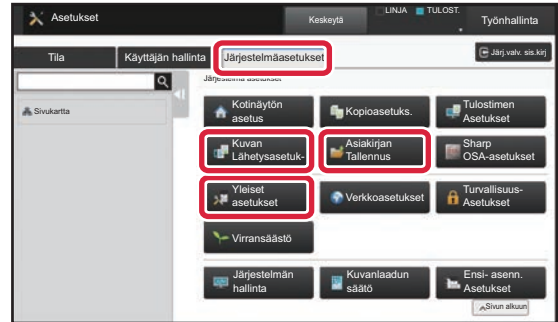 Asetukset
Keskeytä
LINJA
TULOST.
Työnhallinta
Tila
Käyttäjän hallinta
Järjestelmäasetukset
Järj.valv. sis.kirj
Järjestelmä asetukset
Sivukartta
Kotinäytön
asetus
Kopioasetuks.
Tulostimen
Asetukset
Kuvan
Lähetysasetuk-
Asiakirjan
Tallennus
Sharp
OSA-asetukset
Yleiset
asetukset
Verkkoasetukset
Turvallisuus-
Asetukset
Virransäästö
Järjestelmän
hallinta
Kuvanlaadun
säätö
Ensi- asenn.
Asetukset
Sivun alkuun